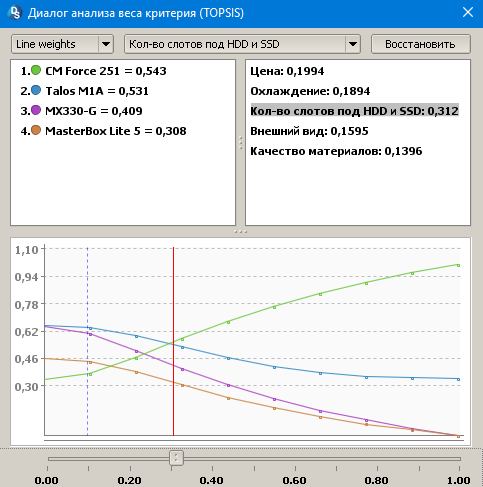 Диалог анализа веса критерия (TOPSIS)
Line weights
Кол-во слотов под HDD и SSD
Восстановить
1. CM Force 251 = 0,543
2. Talos M1A = 0,531
3. MX330-G = 0,409
4. MasterBox Lite 5 = 0,308
Цена: 0,1994
Охлаждение: 0,1894
Кол-во слотов под HDD и SSD: 0,312
Внешний вид: 0,1595
Качество материалов: 0,1396
1,10
0,94
0,78
0,62
0,46
0,30
0.00 0.20 0.40 0.60 0.80 1.00